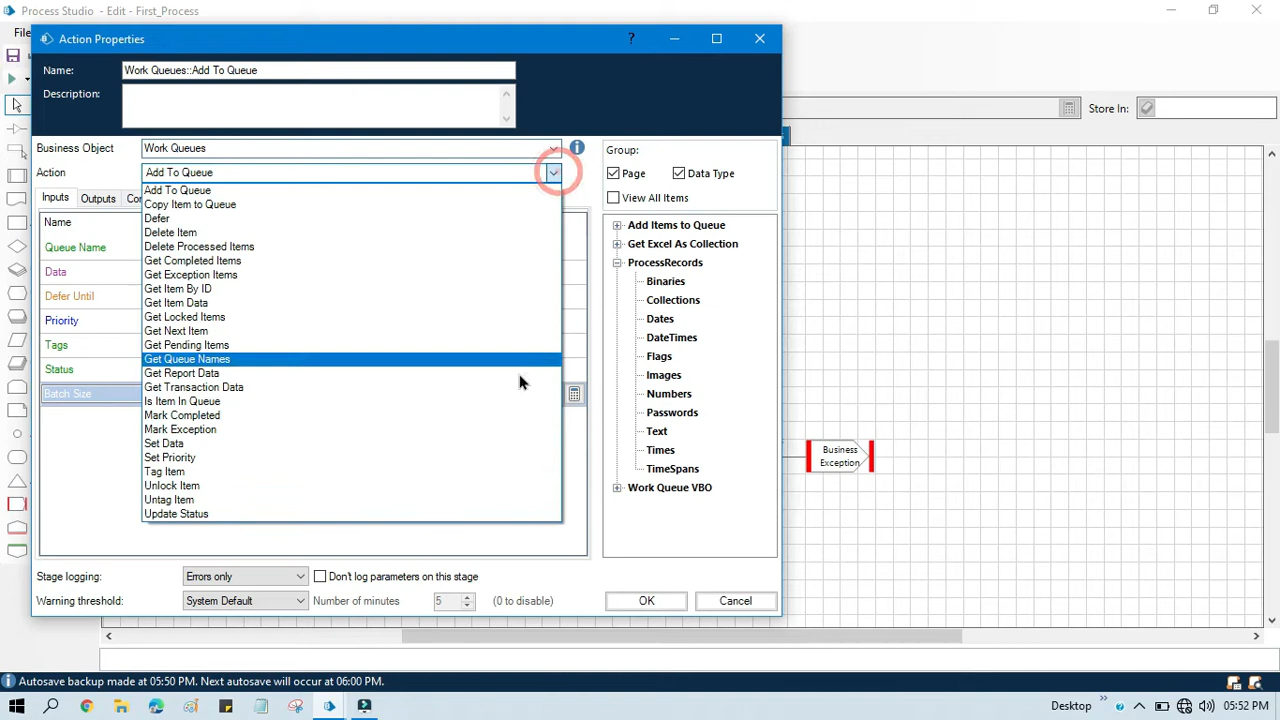 Process Studio - Edit - First_Process
Action Properties
?
Name:
Work Queues::Add To Queue
Description:
Store In:
Business Object
Work Queues
Group:
Action
Add To Queue
Page
Data Type
Inputs
Outputs
View All Items
Name
Queue Name
Data
Defer Until
Priority
Tags
Status
Batch Size
Add To Queue
Copy Item to Queue
Defer
Delete Item
Delete Processed Items
Get Completed Items
Get Exception Items
Get Item By ID
Get Item Data
Get Locked Items
Get Next Item
Get Pending Items
Get Queue Names
Get Report Data
Get Transaction Data
Is Item In Queue
Mark Completed
Mark Exception
Set Data
Set Priority
Tag Item
Unlock Item
Untag Item
Update Status
Add Items to Queue
Get Excel As Collection
ProcessRecords
Binaries
Collections
Dates
DateTimes
Flags
Images
Numbers
Passwords
Text
Times
TimeSpans
Work Queue VBO
Business
Exception
Stage logging:
Errors only
Don't log parameters on this stage
Warning threshold:
System Default
Number of minutes
5
(0 to disable)
OK
Cancel
Autosave backup made at 05:50 PM. Next autosave will occur at 06:00 PM.
Desktop
05:52 PM